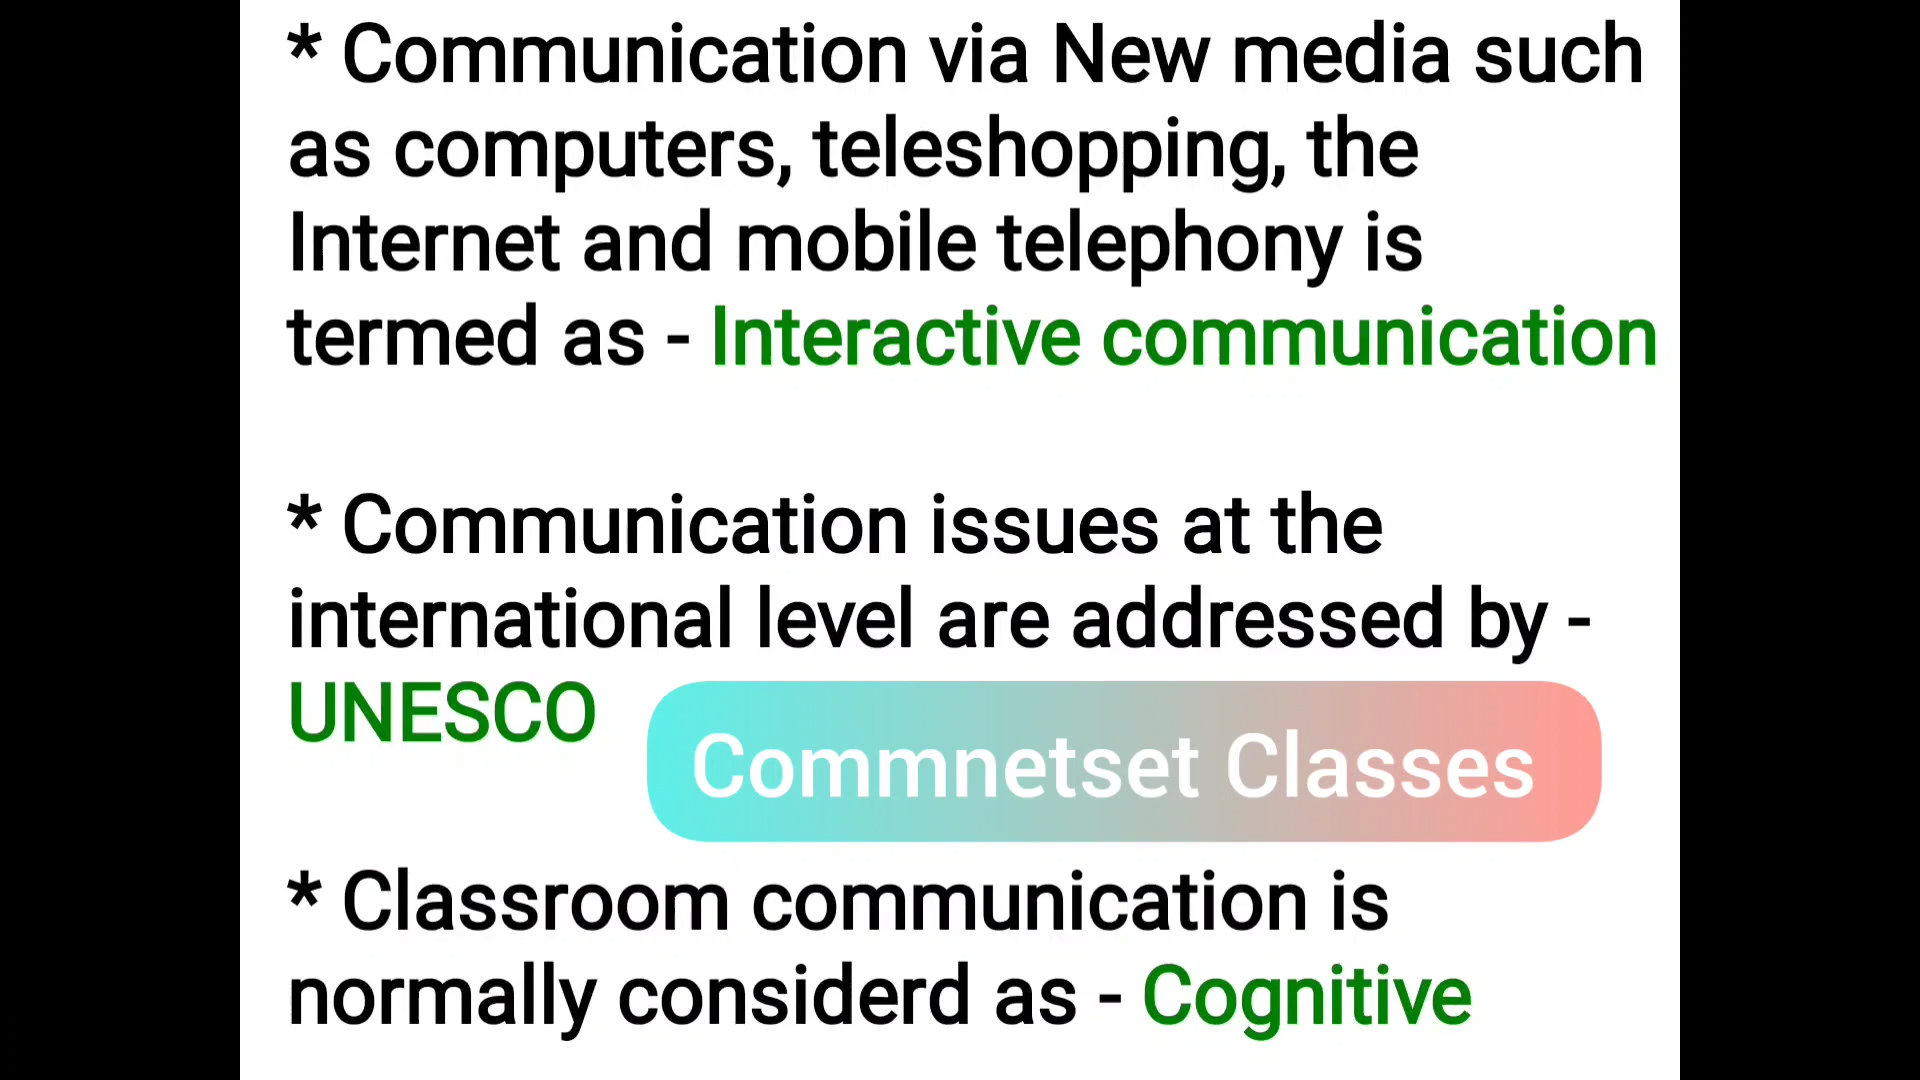 * Communication via New media such
as computers, teleshopping, the
Internet and mobile telephony is
termed as - Interactive communication
* Communication issues at the
international level are addressed by -
UNESCO
Commnetset Classes
* Classroom communication is
normally considerd as - Cognitive